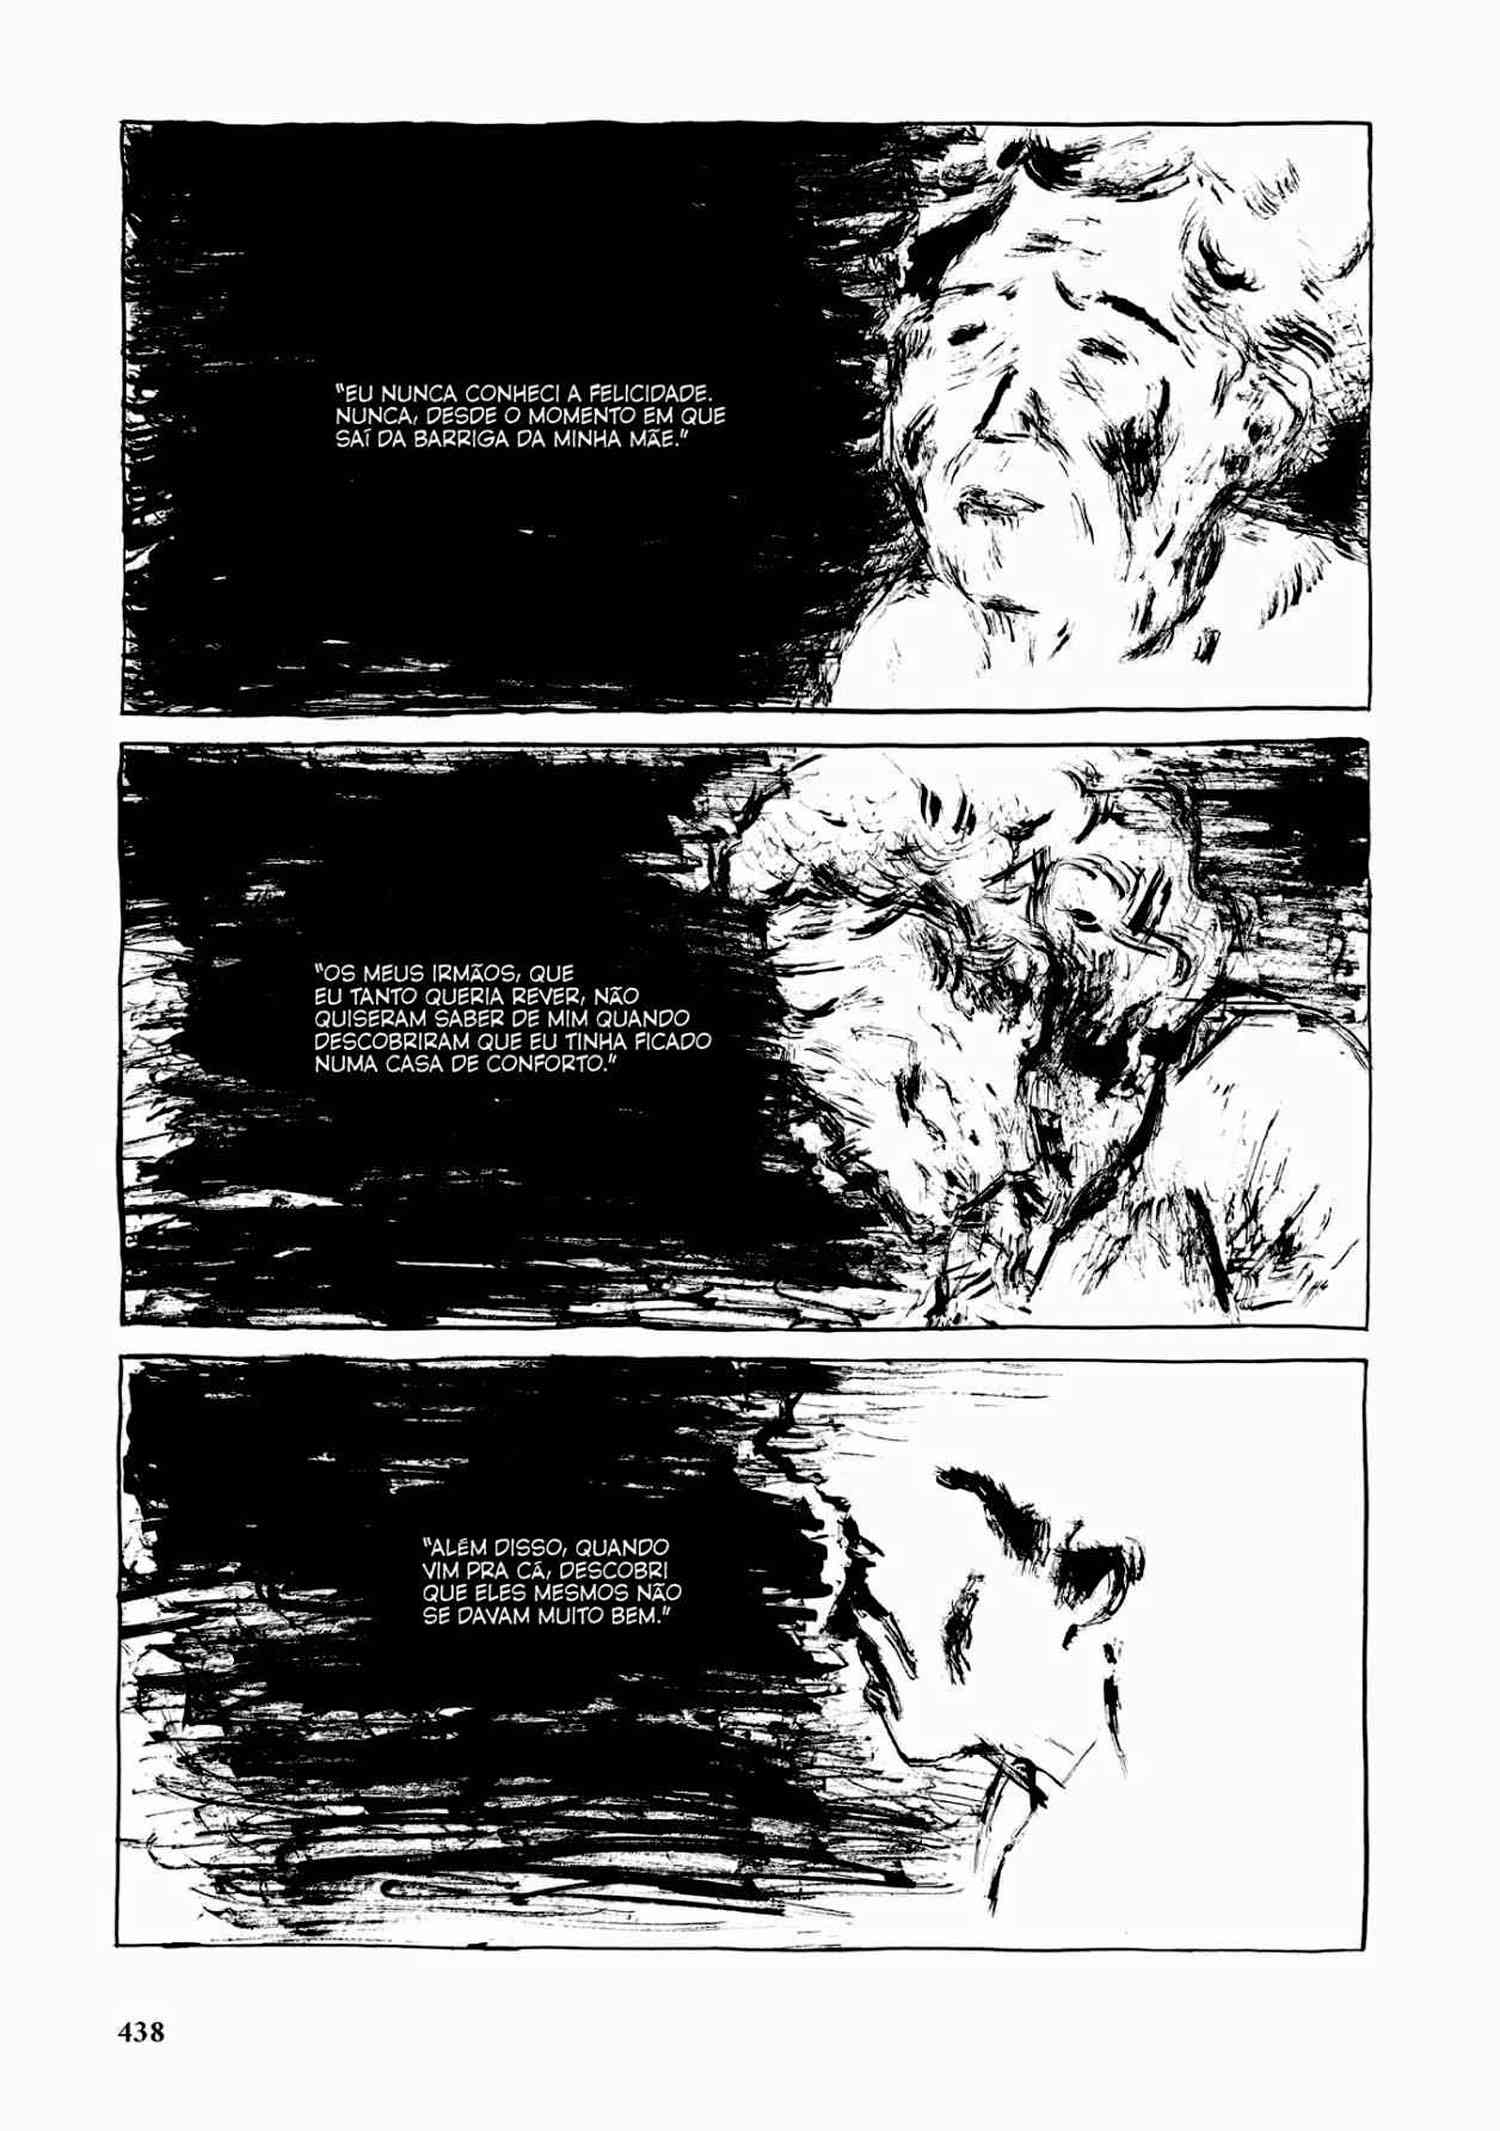 "EU NUNCA CONHECI A FELICIDADE.
NUNCA, DESDE O MOMENTO EM QUE
SAÍ DA BARRIGA DA MINHA MÃE."
"OS MEUS IRMÃOS, QUE
EU TANTO QUERIA REVER, NÃO
QUISERAM SABER DE MIM QUANDO
DESCOBRIRAM QUE EU TINHA FICADO
NUMA CASA DE CONFORTO."
"ALÉM DISSO, QUANDO
VIM PRA CÁ, DESCOBRI
QUE ELES MESMOS NÃO
SE DAVAM MUITO BEM."
438